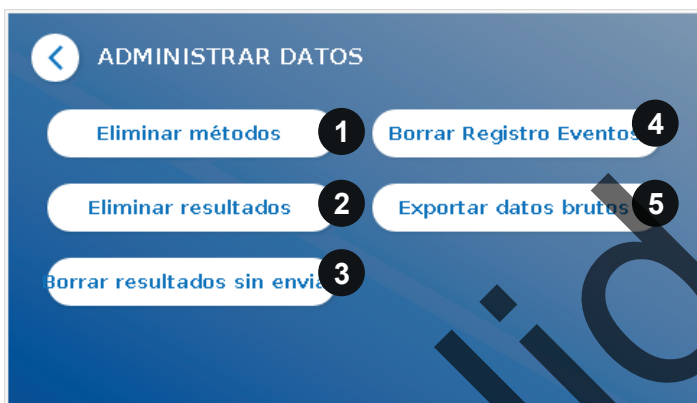 ADMINISTRAR DATOS
Eliminar métodos 1
Borrar Registro Eventos 4
Eliminar resultados 2
Exportar datos brutos 5
Borrar resultados sin envia 3
lid